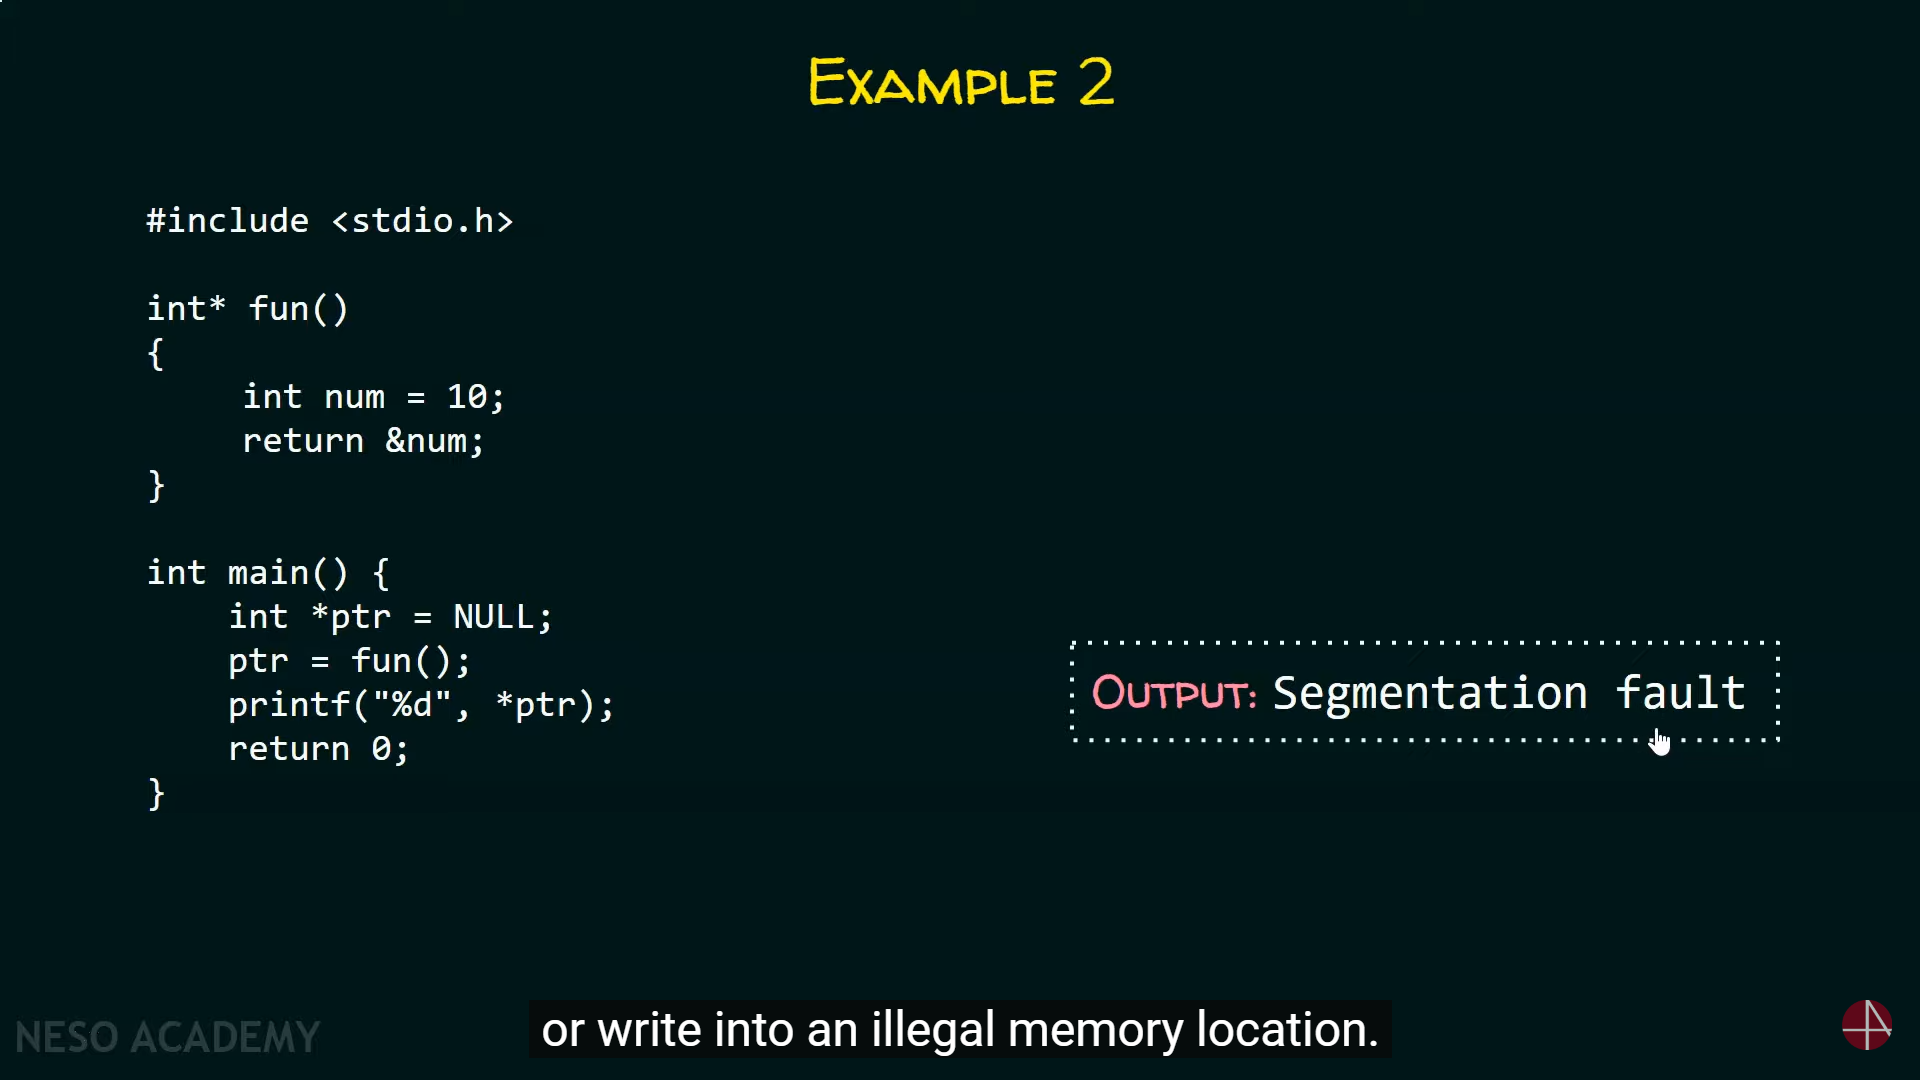 EXAMPLE 2
#include <stdio.h>
int* fun()
{
int num = 10;
return &num;
}
int main() {
int *ptr = NULL;
ptr = fun();
printf("%d", *ptr);
return 0;
}
OUTPUT: Segmentation fault
or write into an illegal memory location.
NESO ACADEMY